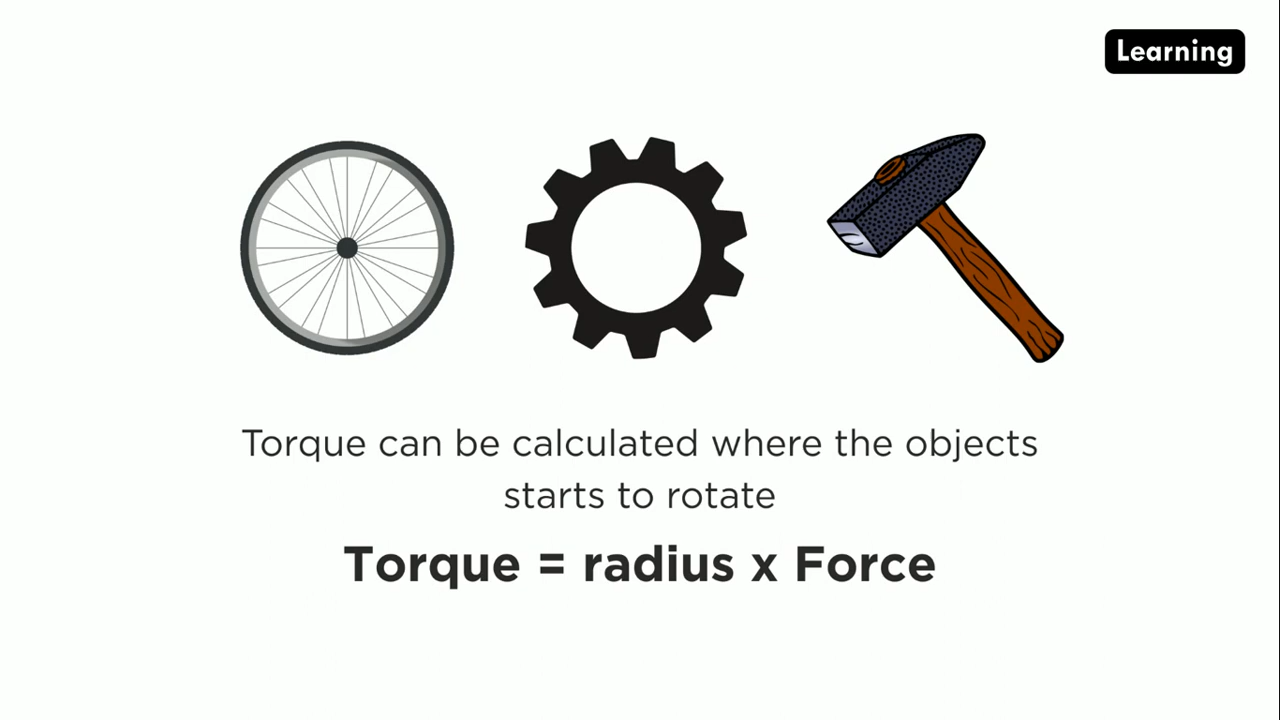 Learning
Torque can be calculated where the objects
starts to rotate
Torque = radius x Force